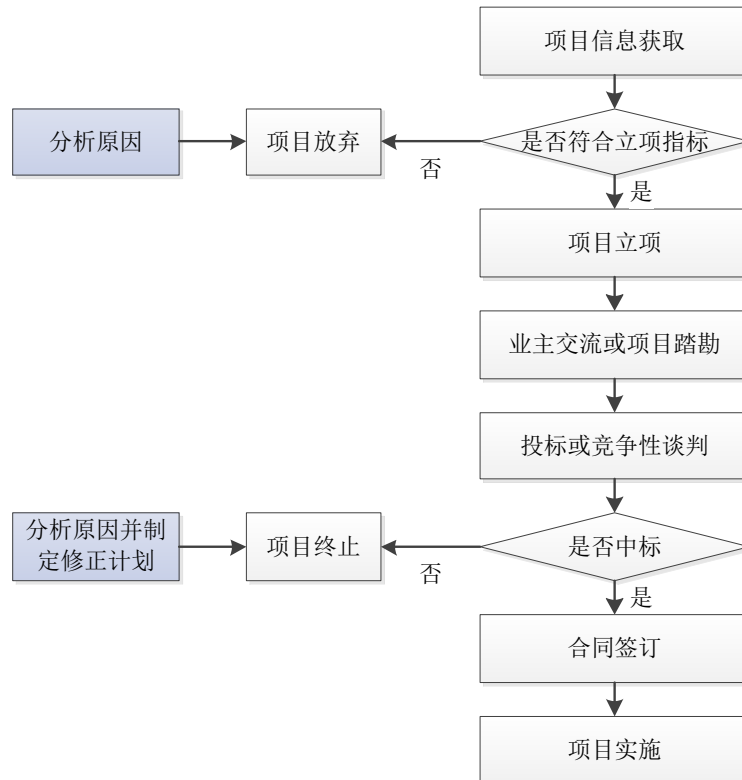 项目信息获取
分析原因
项目放弃
是否符合立项指标
否
是
项目立项
业主交流或项目踏勘
投标或竞争性谈判
分析原因并制
定修正计划
项目终止
是否中标
否
是
合同签订
项目实施